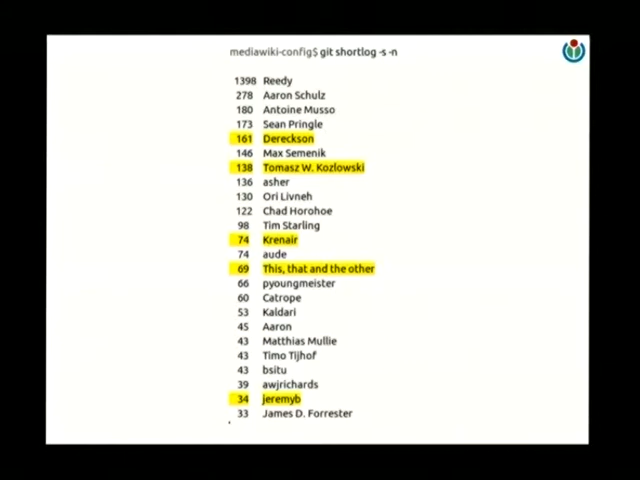 mediawiki-config$ git shortlog -s -n
1398 Reedy
278 Aaron Schulz
180 Antoine Musso
173 Sean Pringle
161 Dereckson
146 Max Semenik
138 Tomasz W. Kozlowski
136 asher
130 Ori Livneh
122 Chad Horohoe
98 Tim Starling
74 Krenair
74 aude
69 This, that and the other
66 pyoungmeister
60 Catrope
53 Kaldari
45 Aaron
43 Matthias Mullie
43 Timo Tijhof
43 bsitu
39 awjrichards
34 jeremyb
33 James D. Forrester